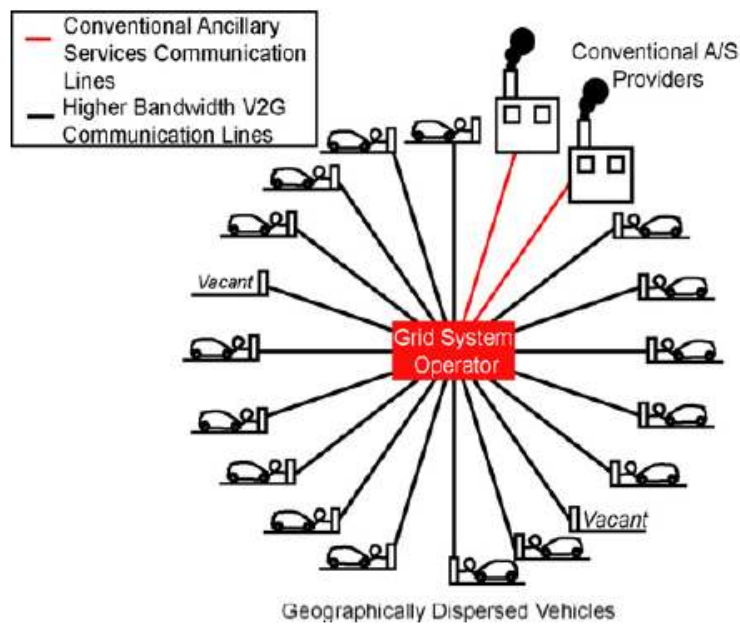 Conventional Ancillary
Services Communication
Lines
Higher Bandwidth V2G
Communication Lines
Conventional A/S
Providers
Vacant
Grid System
Operator
Vacant
Geographically Dispersed Vehicles